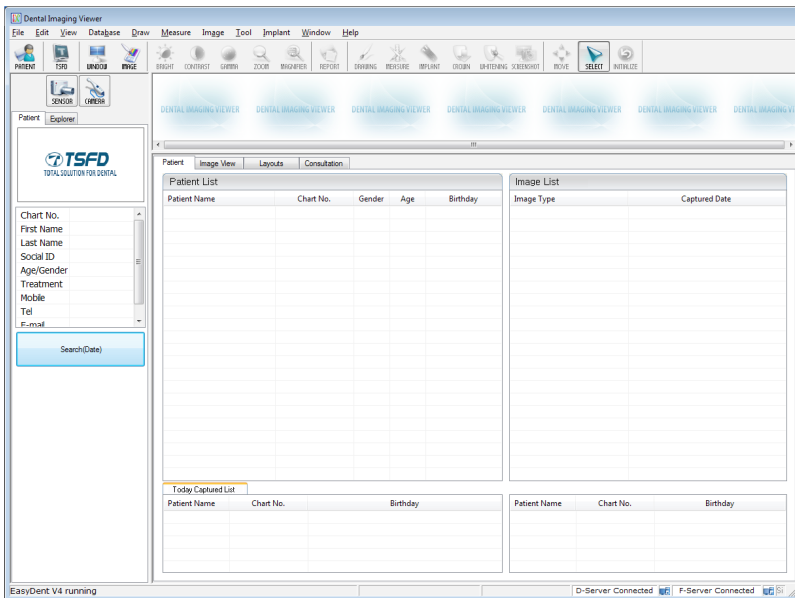 Dental Imaging Viewer
File Edit View Database Draw Measure Image Tool Implant Window Help
PATIENT TSFD WINDOW IMAGE BRIGHT CONTRAST GAMMA ZOOM MAGNIFIER REPORT DRAWING MEASURE IMPLANT CROWN WHITENING SCREENSHOT MOVE SELECT INITIALIZE
SENSOR CAMERA
Patient Explorer
DENTAL IMAGING VIEWER DENTAL IMAGING VIEWER DENTAL IMAGING VIEWER DENTAL IMAGING VIEWER DENTAL IMAGING VIEWER DENTAL IMAGING VIEWER DENTAL IMAGING VI
TSFD
TOTAL SOLUTION FOR DENTAL
Chart No.
First Name
Last Name
Social ID
Age/Gender
Treatment
Mobile
Tel
E-mail
Search(Date)
Patient Image View Layouts Consultation
Patient List
Patient Name Chart No. Gender Age Birthday
Image List
Image Type Captured Date
Today Captured List
Patient Name Chart No. Birthday
Patient Name Chart No. Birthday
EasyDent V4 running
D-Server Connected F-Server Connected Si